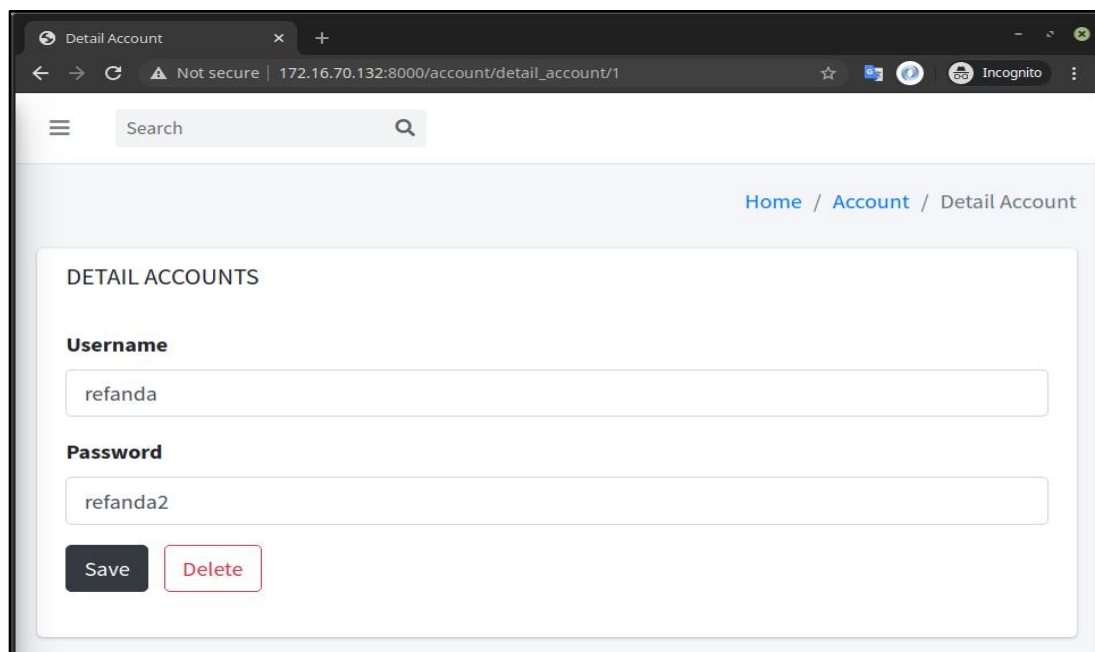 Detail Account
Not secure | 172.16.70.132:8000/account/detail_account/1
Incognito
Search
Home / Account / Detail Account
DETAIL ACCOUNTS
Username
refanda
Password
refanda2
Save Delete